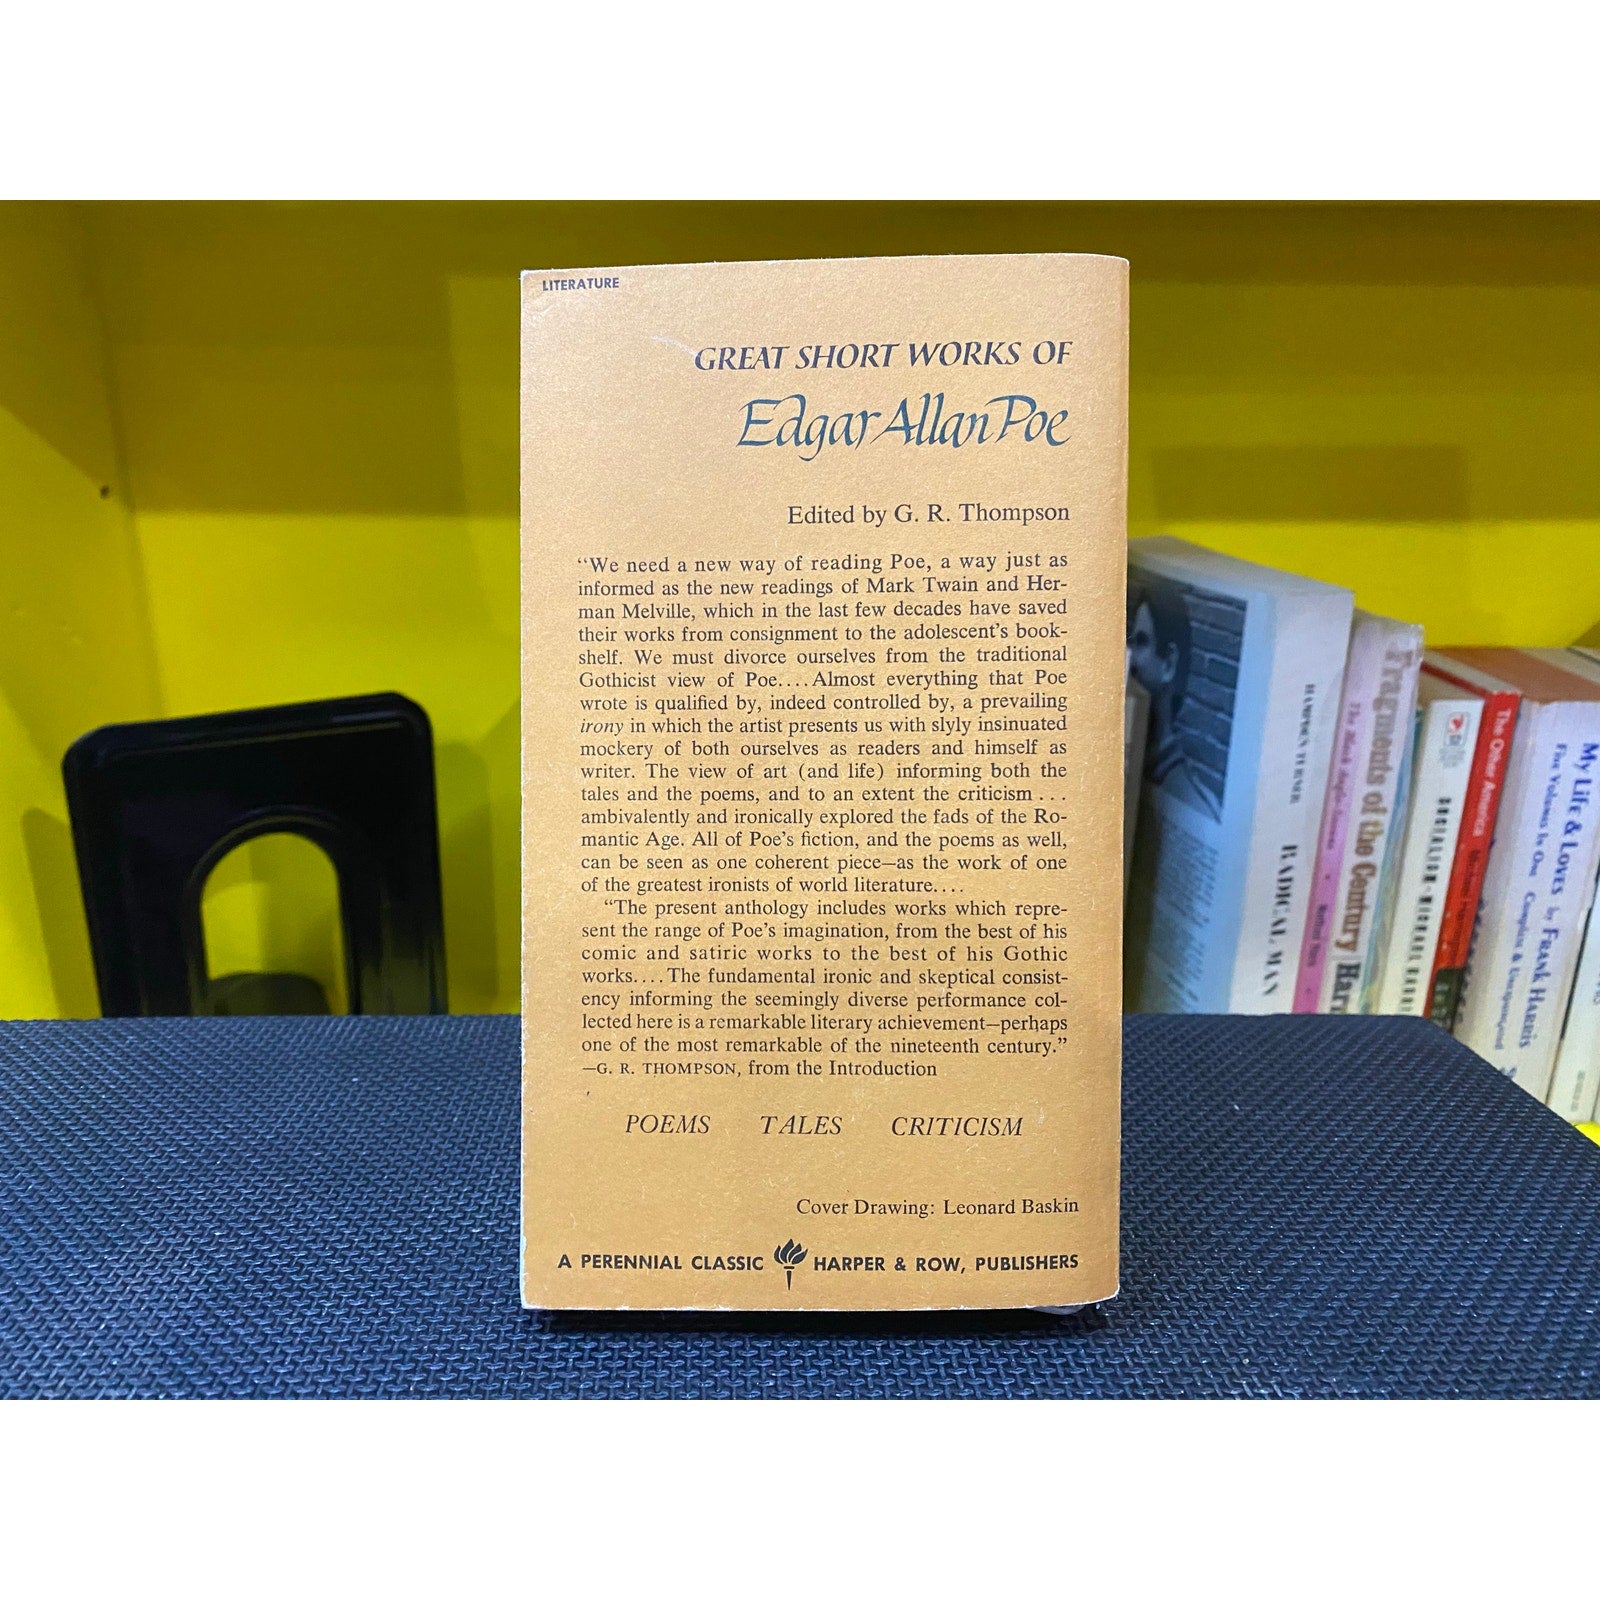 LITERATURE
GREAT SHORT WORKS OF
Edgar Allan Poe
Edited by G. R. Thompson
“We need a new way of reading Poe, a way just as
informed as the new readings of Mark Twain and Her-
man Melville, which in the last few decades have saved
their works from consignment to the adolescent’s book-
shelf. We must divorce ourselves from the traditional
Gothicist view of Poe....Almost everything that Poe
wrote is qualified by, indeed controlled by, a prevailing
irony in which the artist presents us with slyly insinuated
mockery of both ourselves as readers and himself as
writer. The view of art (and life) informing both the
tales and the poems, and to an extent the criticism . . .
ambivalently and ironically explored the fads of the Ro-
mantic Age. All of Poe’s fiction, and the poems as well,
can be seen as one coherent piece—as the work of one
of the greatest ironists of world literature....
“The present anthology includes works which repre-
sent the range of Poe’s imagination, from the best of his
comic and satiric works to the best of his Gothic
works....The fundamental ironic and skeptical consist-
ency informing the seemingly diverse performance col-
lected here is a remarkable literary achievement—perhaps
one of the most remarkable of the nineteenth century.”
—G. R. THOMPSON, from the Introduction
POEMS TALES CRITICISM
Cover Drawing: Leonard Baskin
A PERENNIAL CLASSIC HARPER & ROW, PUBLISHERS
RADICAL MAN
Fragments of the Century
The Other America
My Life & Loves by FRANK HARRIS
Five Volumes In One Complete & Unexpurgated